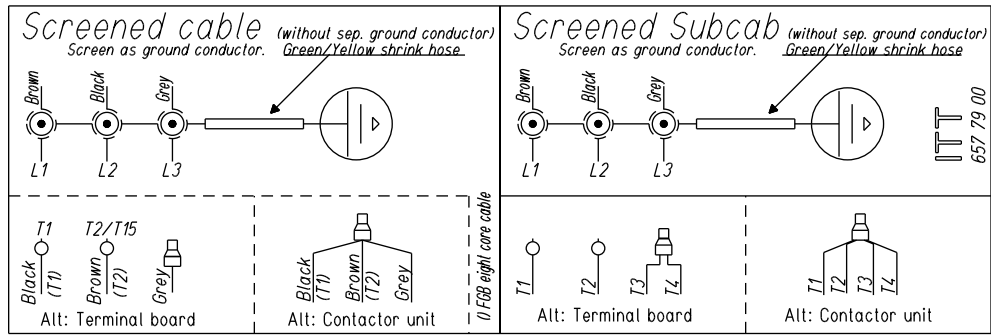 Screened cable (without sep. ground conductor)
Screen as ground conductor. Green/Yellow shrink hose
Brown
Black
Grey
L1
L2
L3
T1
T2/T15
Black
(T1)
Brown
(T2)
Grey
Alt: Terminal board
Black
(T1)
Brown
(T2)
Grey
Alt: Contactor unit
() FGB eight core cable
Screened Subcab (without sep. ground conductor)
Screen as ground conductor. Green/Yellow shrink hose
Brown
Black
Grey
L1
L2
L3
ITT
657 79 00
T1
T2
T3
T4
Alt: Terminal board
T1
T2
T3
T4
Alt: Contactor unit